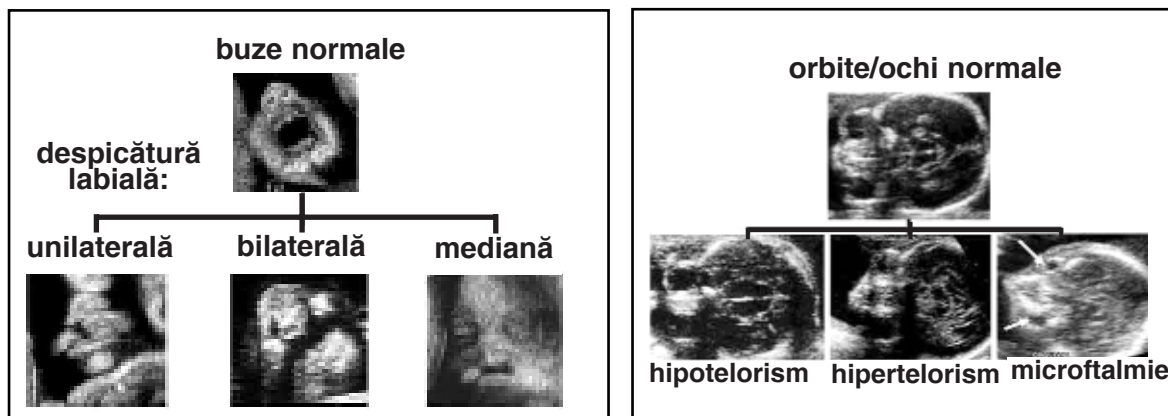 buze normale
despicătură
labială:
unilaterală
bilaterală
mediană
orbite/ochi normale
hipotelorism
hipertelorism
microftalmie